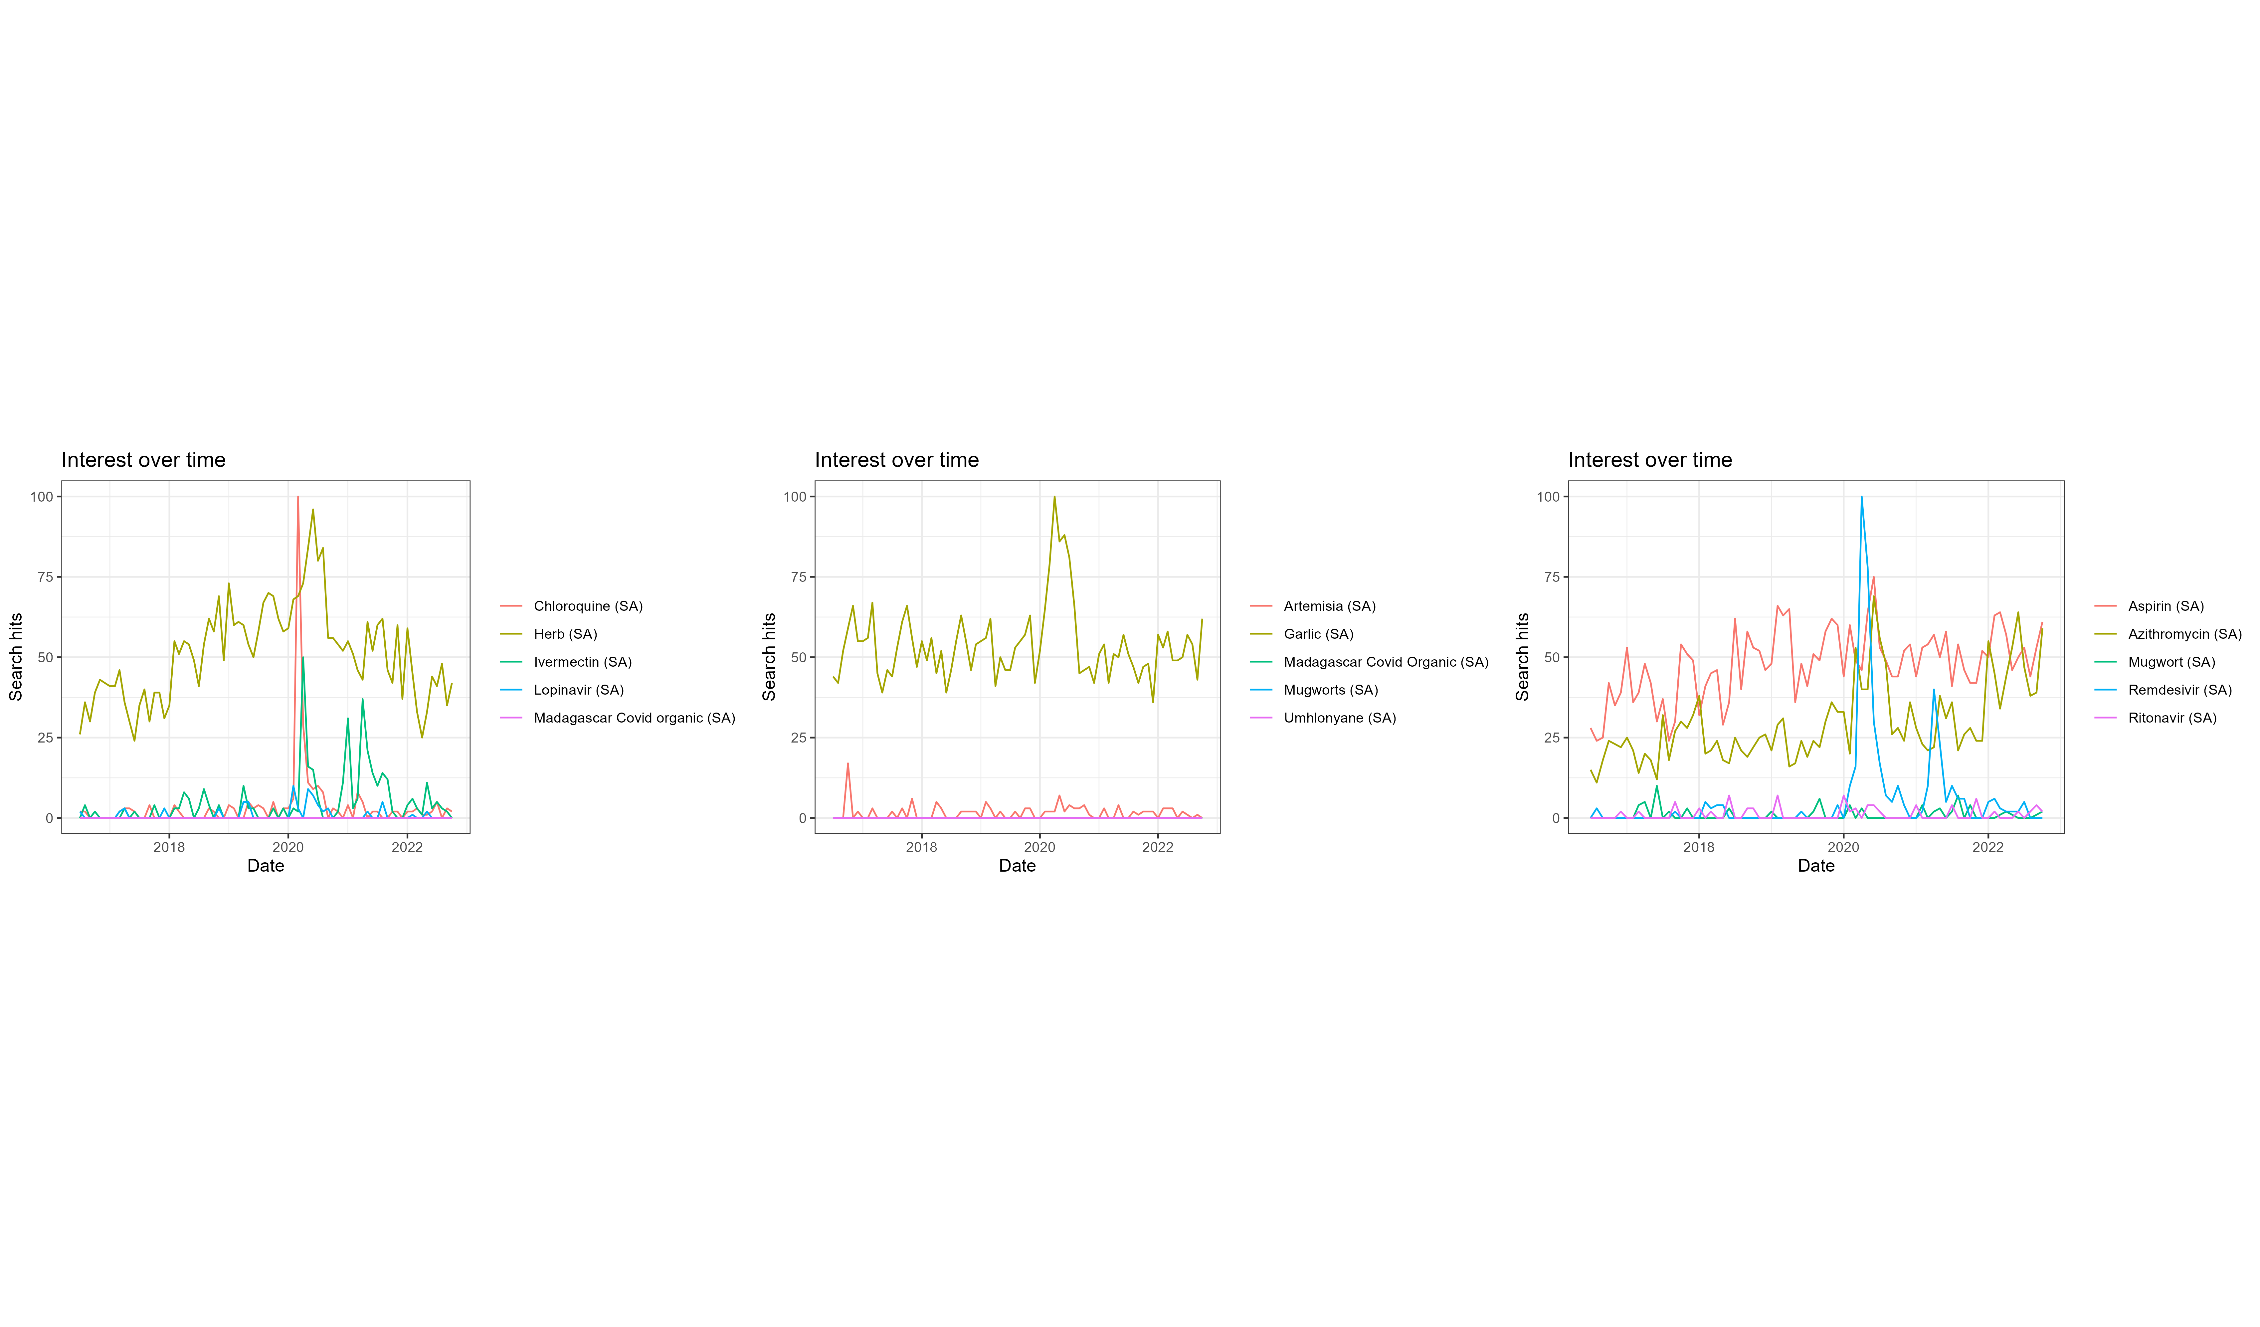 Interest over time
100
75
50
25
0
Search hits
2018 2020 2022
Date
Chloroquine (SA)
Herb (SA)
Ivermectin (SA)
Lopinavir (SA)
Madagascar Covid organic (SA)
Interest over time
100
75
50
25
0
Search hits
2018 2020 2022
Date
Artemisia (SA)
Garlic (SA)
Madagascar Covid Organic (SA)
Mugworts (SA)
Umhlonyane (SA)
Interest over time
100
75
50
25
0
Search hits
2018 2020 2022
Date
Aspirin (SA)
Azithromycin (SA)
Mugwort (SA)
Remdesivir (SA)
Ritonavir (SA)